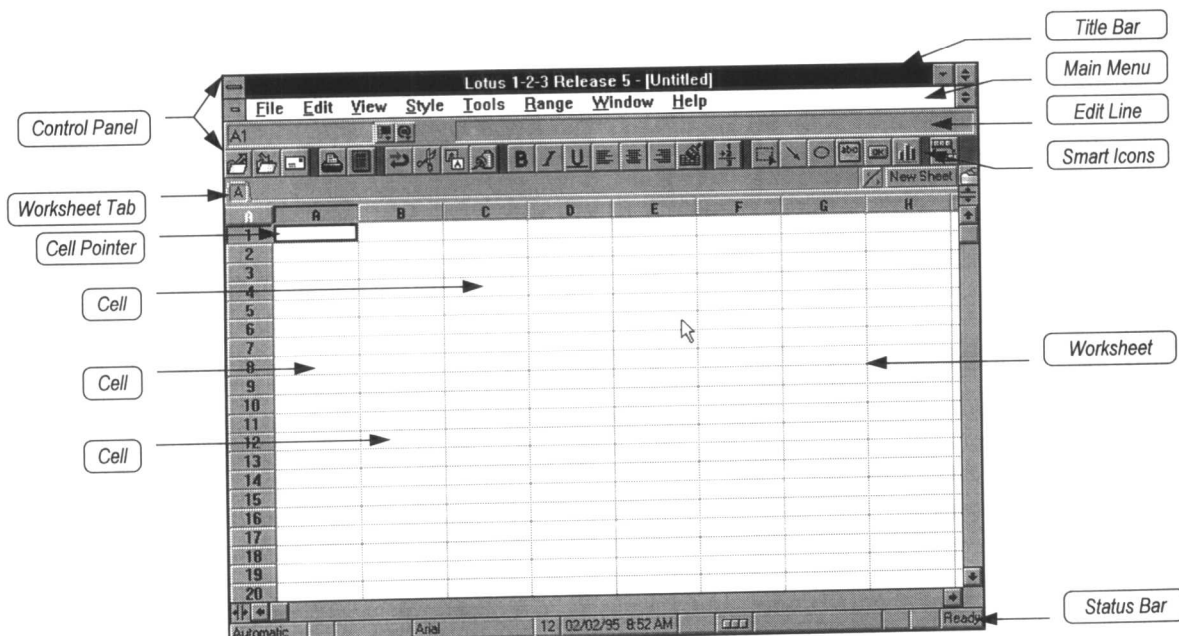 Title Bar
Lotus 1-2-3 Release 5 - [Untitled]
Main Menu
File Edit View Style Tools Range Window Help
Control Panel
A1
Edit Line
B I U abc OK
Smart Icons
New Sheet
A
Worksheet Tab
A A B C D E F G H
Cell Pointer
1
2
3
Cell
4
5
6
7
Worksheet
8
Cell
9
10
11
12
Cell
13
14
15
16
17
18
19
20
Status Bar
Automatic Arial 12 02/02/95 8:52 AM Ready